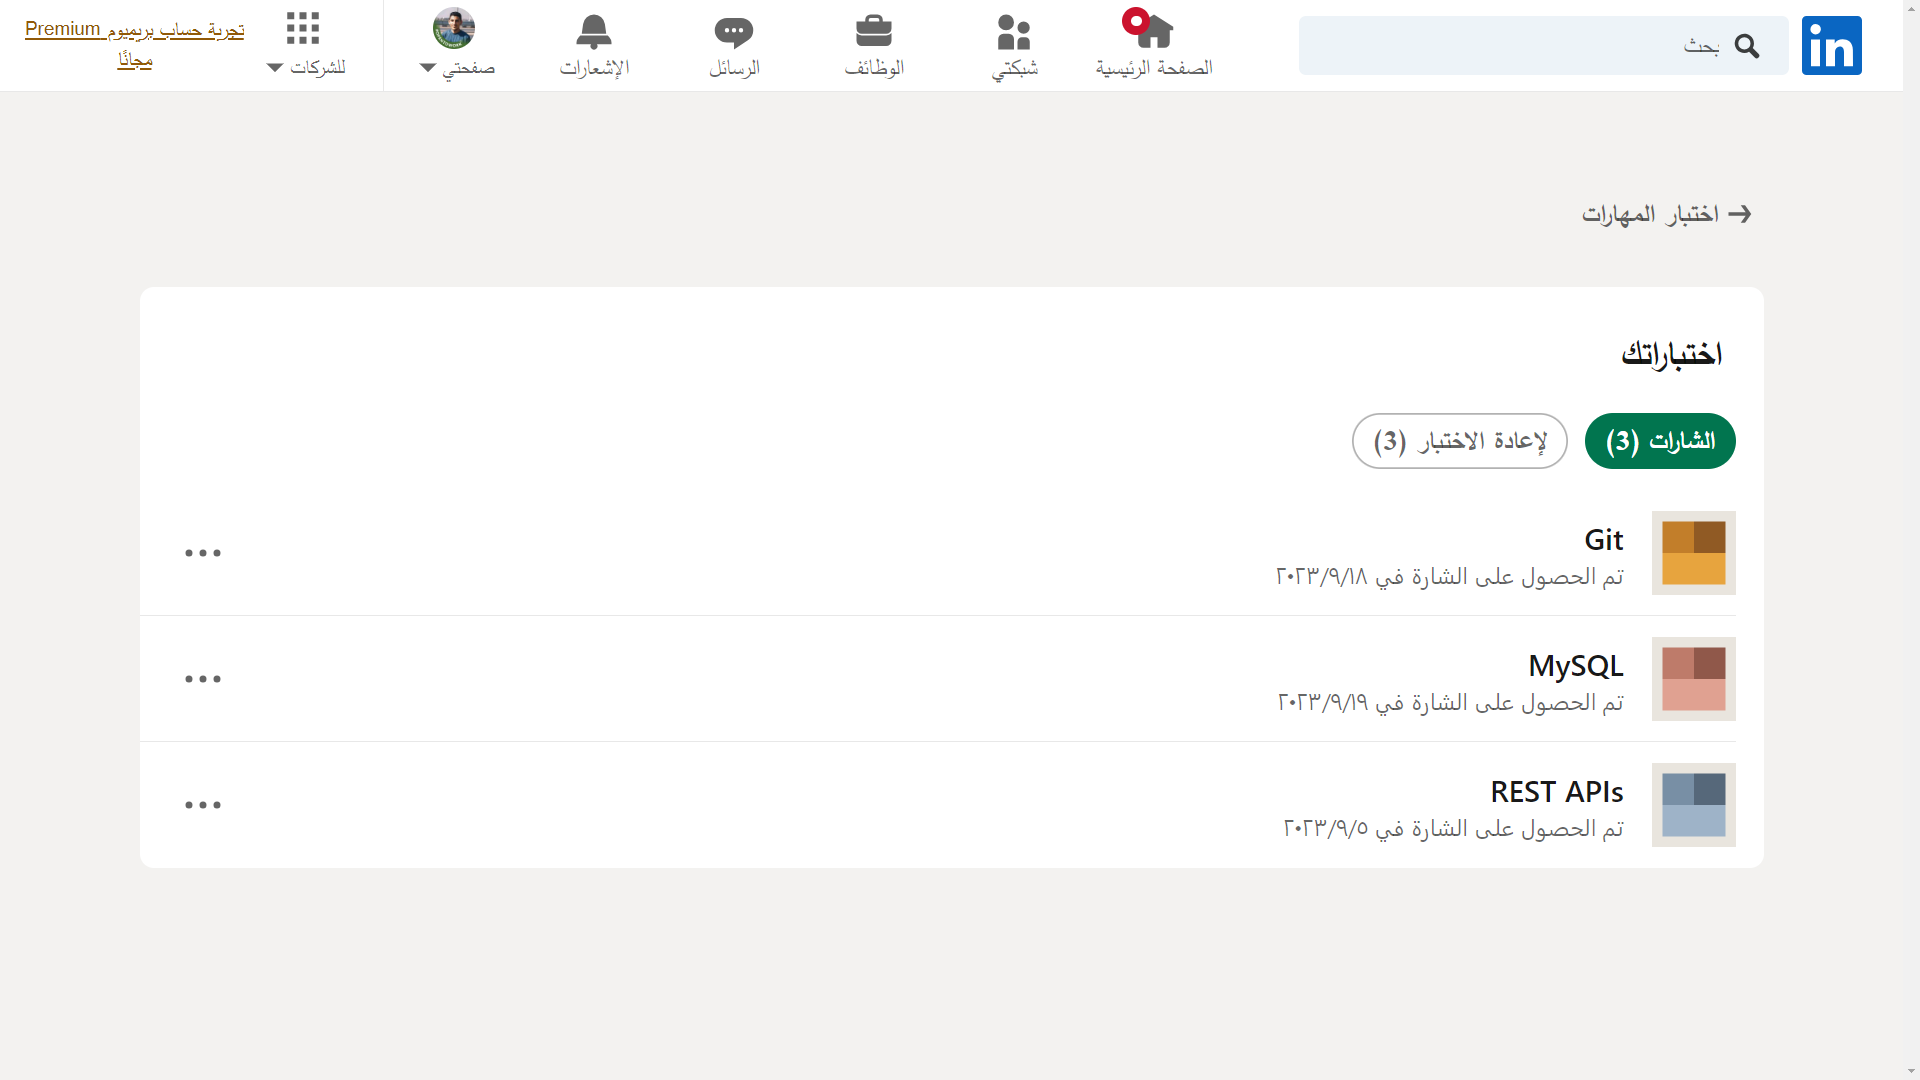 in
بحث
الصفحة الرئيسية
شبكتي
الوظائف
الرسائل
الإشعارات
صفحتي
للشركات
تجربة حساب بريميوم Premium
مجانًا
اختبار المهارات
اختباراتك
الشارات (3)
لإعادة الاختبار (3)
Git
تم الحصول على الشارة في ٢٠٢٣/٩/١٨
MySQL
تم الحصول على الشارة في ٢٠٢٣/٩/١٩
REST APIs
تم الحصول على الشارة في ٢٠٢٣/٩/٥